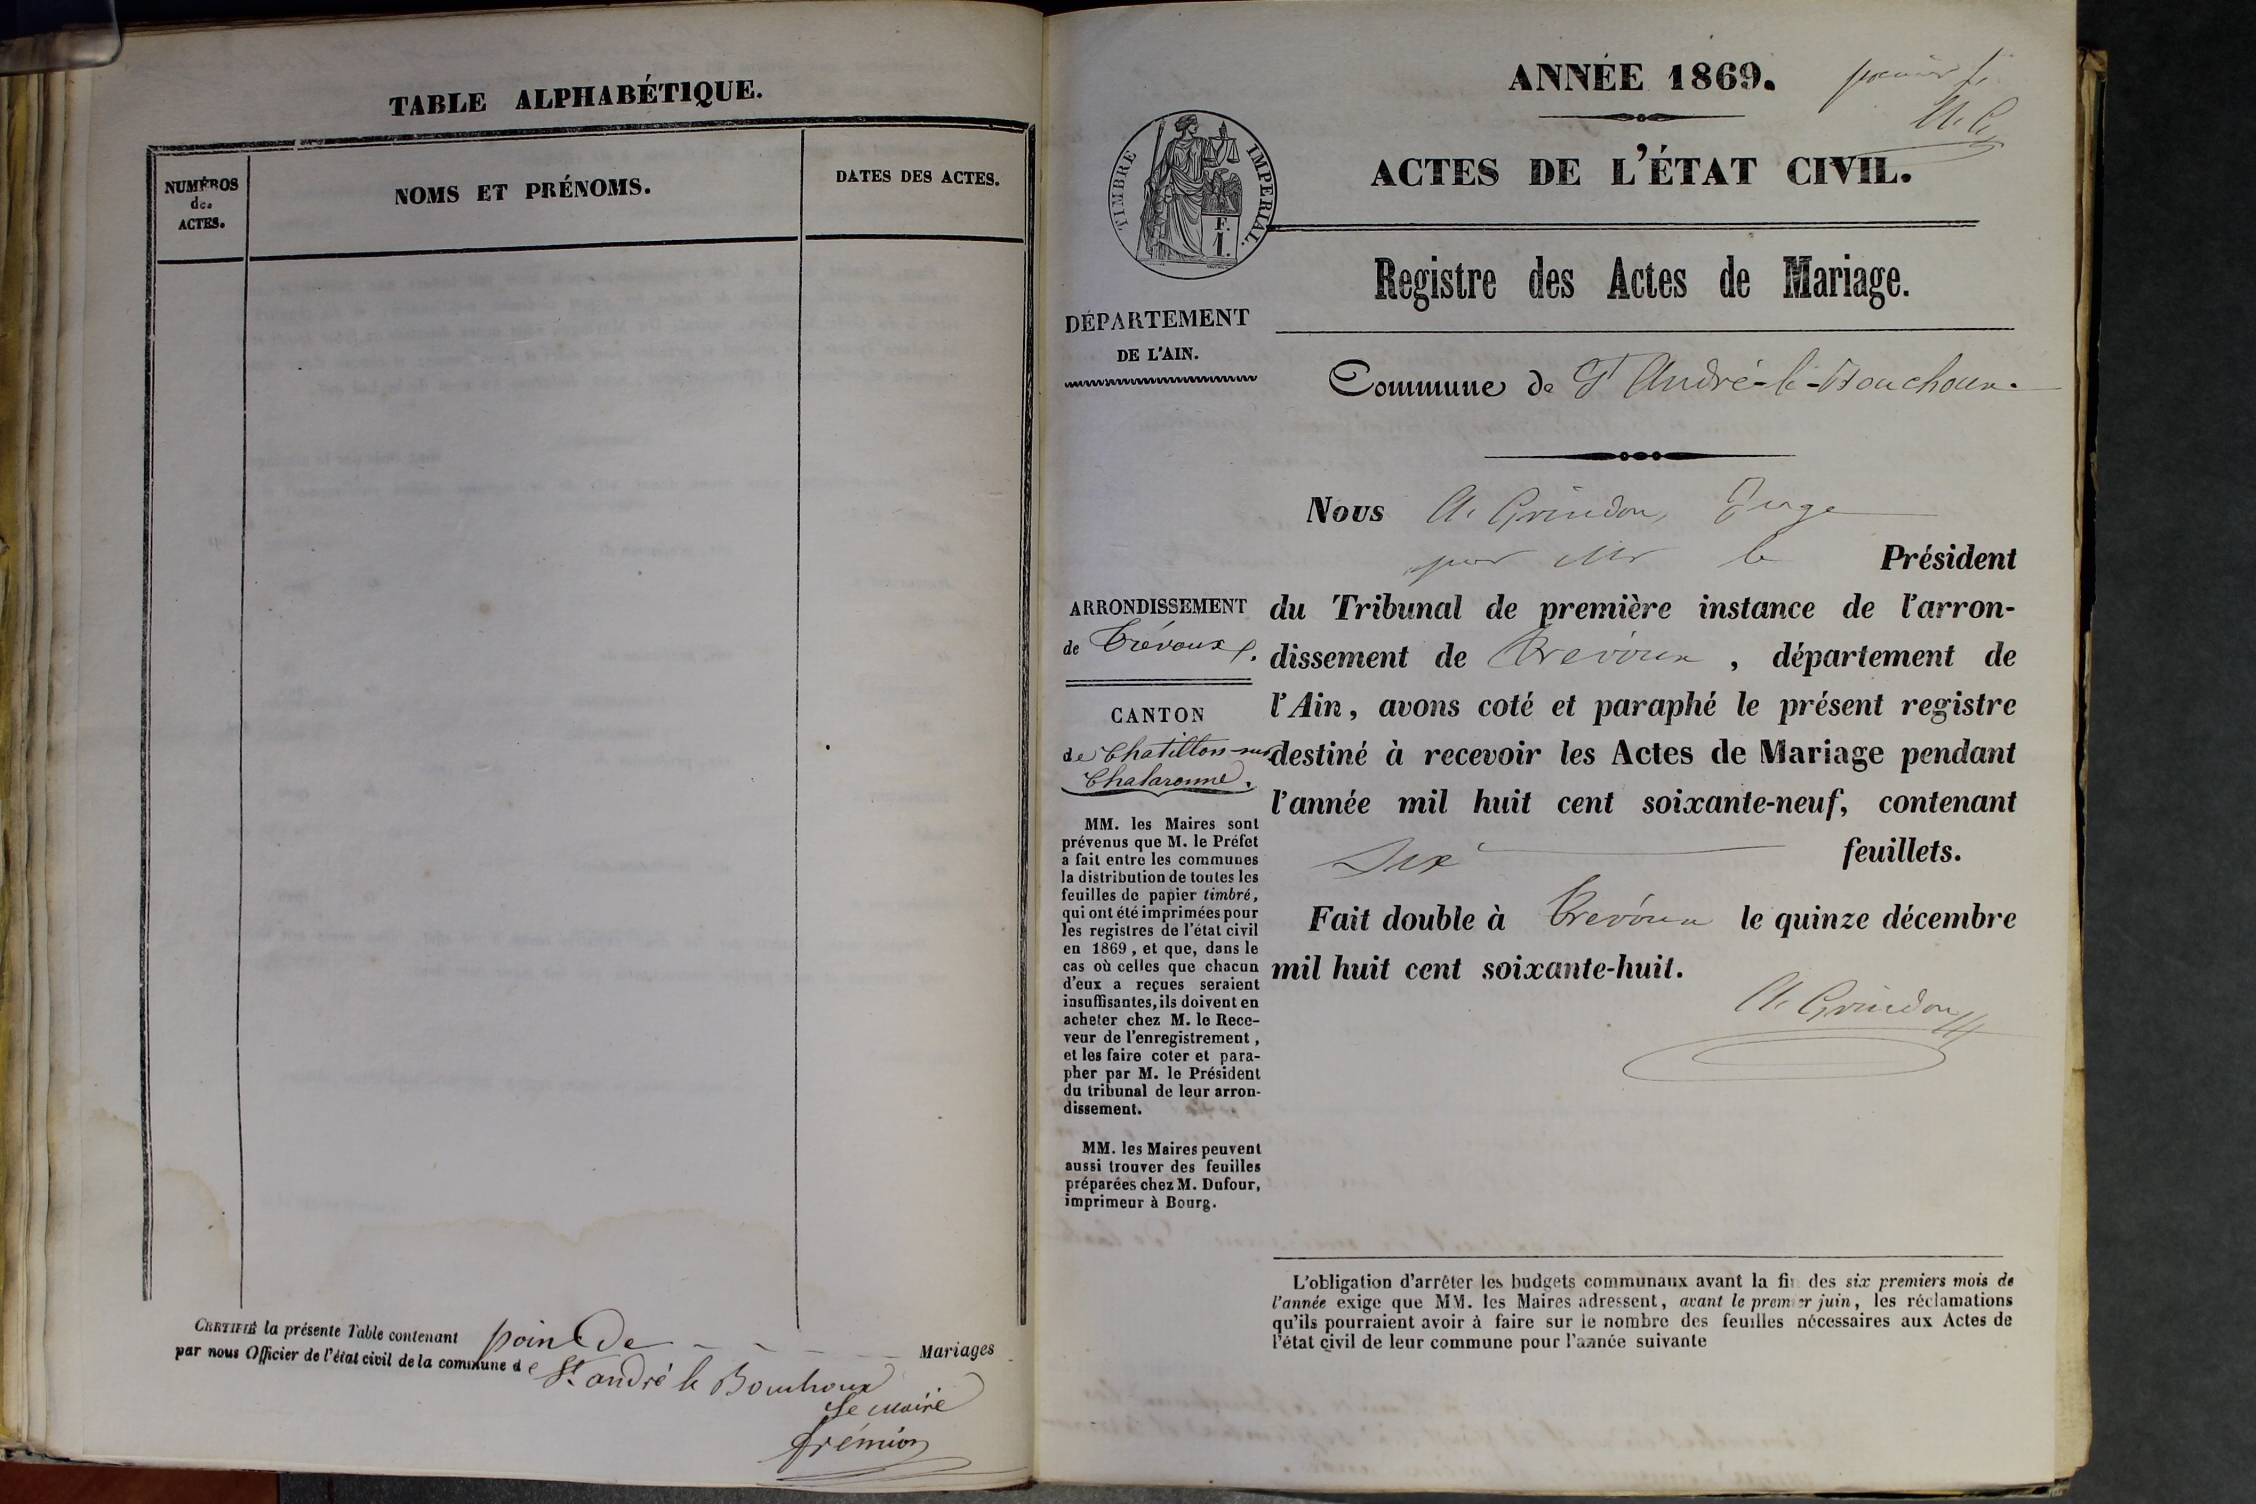 TABLE ALPHABÉTIQUE.
NUMÉROS
des
ACTES.
NOMS ET PRÉNOMS.
DATES DES ACTES.
CERTIFIÉ la présente Table contenant point de Mariages
par nous Officier de l'état civil de la commune de St. andré le Bouchoux
Le maire
frémion
ANNÉE 1869.
premier
ACTES DE L'ÉTAT CIVIL.
TIMBRE IMPERIAL.
F.
1.
Registre des Actes de Mariage.
DÉPARTEMENT
DE L'AIN.
Commune de St André-le-Bouchoux.
Nous A. Grindon, Juge
pour Mr le Président
du Tribunal de première instance de l'arron-
dissement de Trevoux, département de
l'Ain, avons coté et paraphé le présent registre
destiné à recevoir les Actes de Mariage pendant
l'année mil huit cent soixante-neuf, contenant
Six feuillets.
Fait double à Trevoux le quinze décembre
mil huit cent soixante-huit.
A. Grindon
ARRONDISSEMENT
de Trévoux.
CANTON
de Chatillon-sur
Chalaronne.
MM. les Maires sont
prévenus que M. le Préfet
a fait entre les communes
la distribution de toutes les
feuilles de papier timbré,
qui ont été imprimées pour
les registres de l'état civil
en 1869, et que, dans le
cas où celles que chacun
d'eux a reçues seraient
insuffisantes, ils doivent en
acheter chez M. le Rece-
veur de l'enregistrement,
et les faire coter et para-
pher par M. le Président
du tribunal de leur arron-
dissement.
MM. les Maires peuvent
aussi trouver des feuilles
préparées chez M. Dufour,
imprimeur à Bourg.
L'obligation d'arrêter les budgets communaux avant la fin des six premiers mois de
l'année exige que MM. les Maires adressent, avant le premier juin, les réclamations
qu'ils pourraient avoir à faire sur le nombre des feuilles nécessaires aux Actes de
l'état civil de leur commune pour l'année suivante